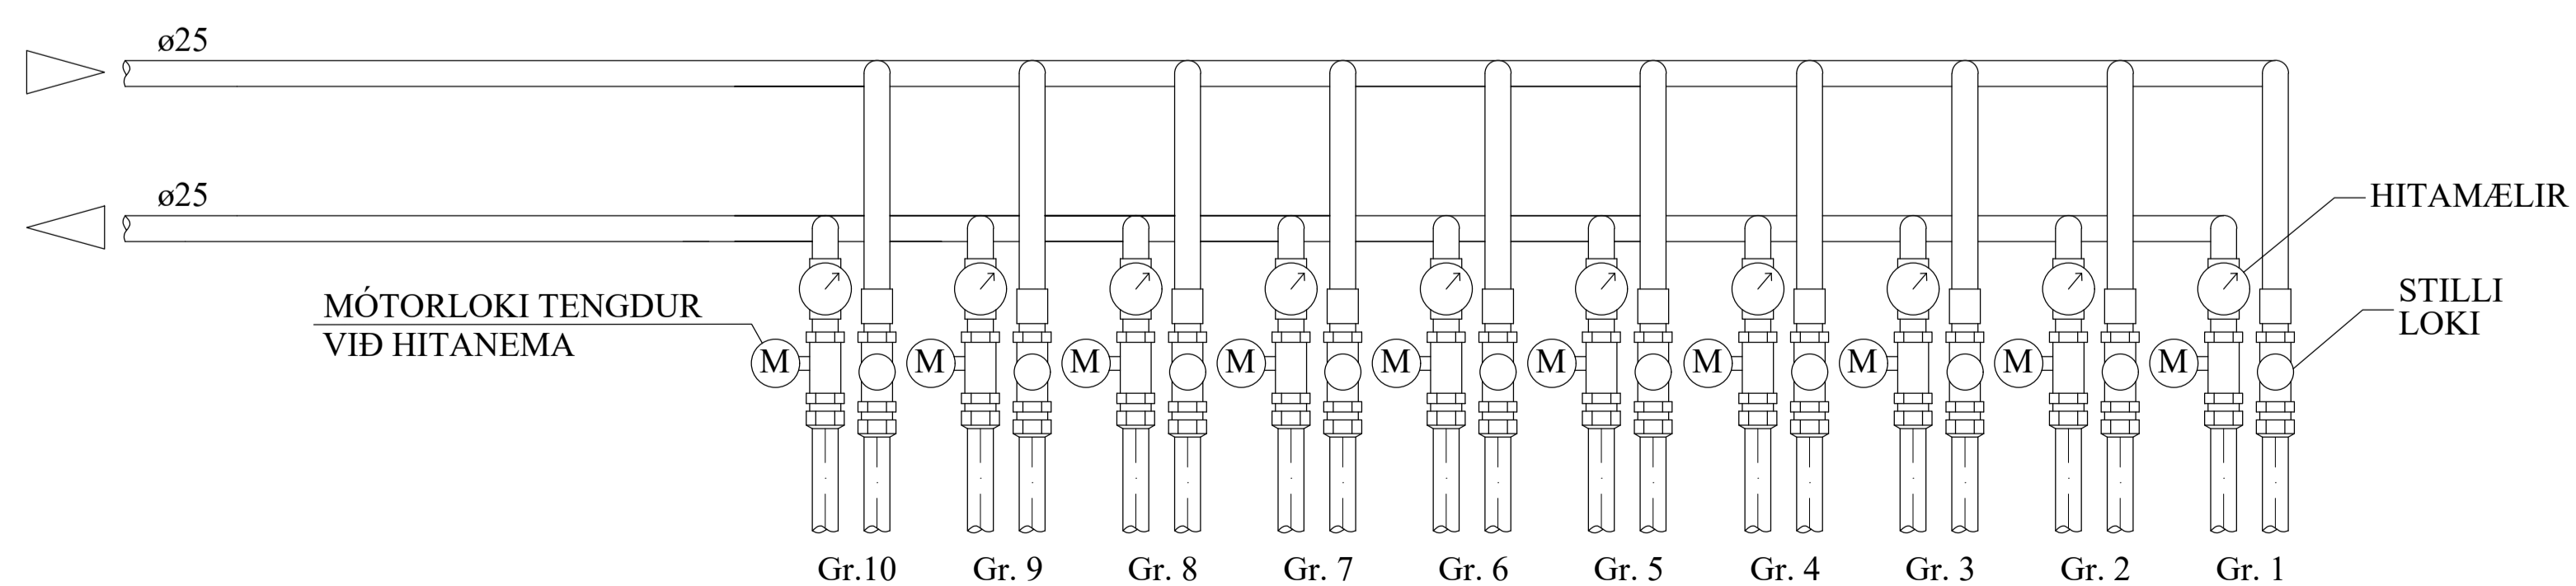 ø25
ø25
HITAMÆLIR
MÓTORLOKI TENGDUR
VIÐ HITANEMA
STILLI
LOKI
M M M M M M M M M M
Gr.10 Gr. 9 Gr. 8 Gr. 7 Gr. 6 Gr. 5 Gr. 4 Gr. 3 Gr. 2 Gr. 1